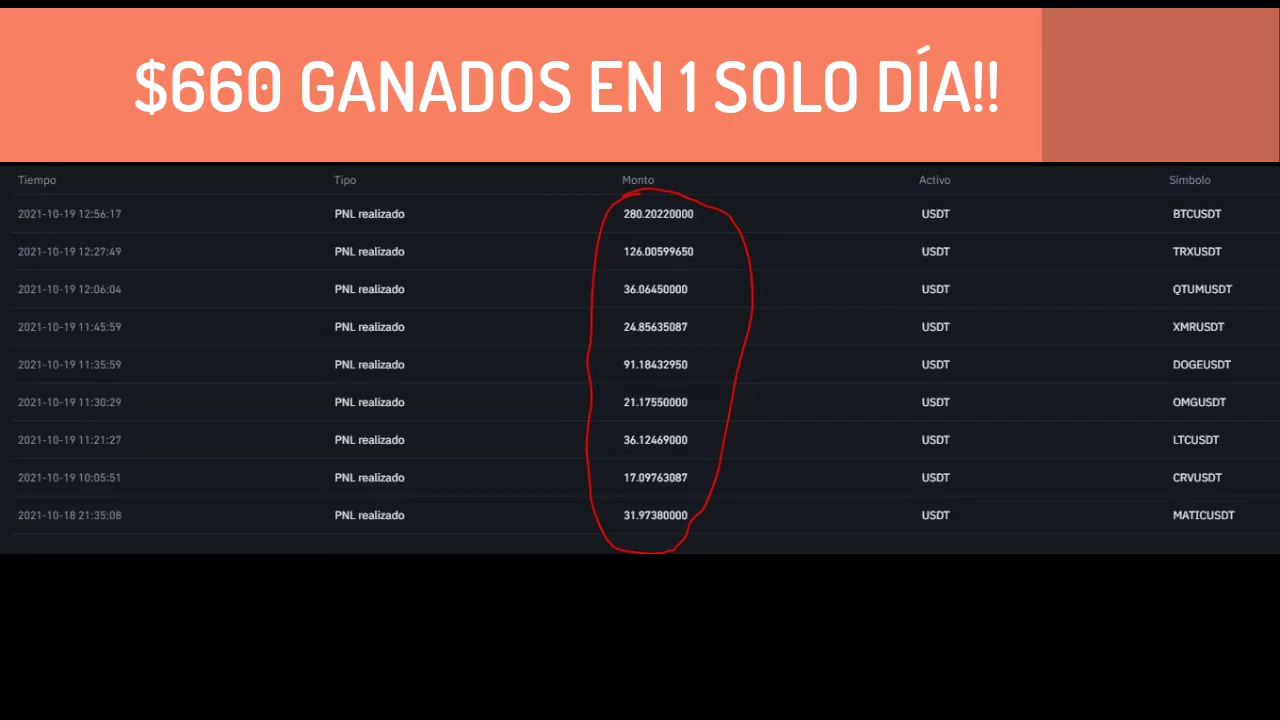 $660 GANADOS EN 1 SOLO DÍA!!
Tiempo Tipo Monto Activo Símbolo
2021-10-19 12:56:17 PNL realizado 280.20220000 USDT BTCUSDT
2021-10-19 12:27:49 PNL realizado 126.00599650 USDT TRXUSDT
2021-10-19 12:06:04 PNL realizado 36.06450000 USDT QTUMUSDT
2021-10-19 11:45:59 PNL realizado 24.85635087 USDT XMRUSDT
2021-10-19 11:35:59 PNL realizado 91.18432950 USDT DOGEUSDT
2021-10-19 11:30:29 PNL realizado 21.17550000 USDT OMGUSDT
2021-10-19 11:21:27 PNL realizado 36.12469000 USDT LTCUSDT
2021-10-19 10:05:51 PNL realizado 17.09763087 USDT CRVUSDT
2021-10-18 21:35:08 PNL realizado 31.97380000 USDT MATICUSDT